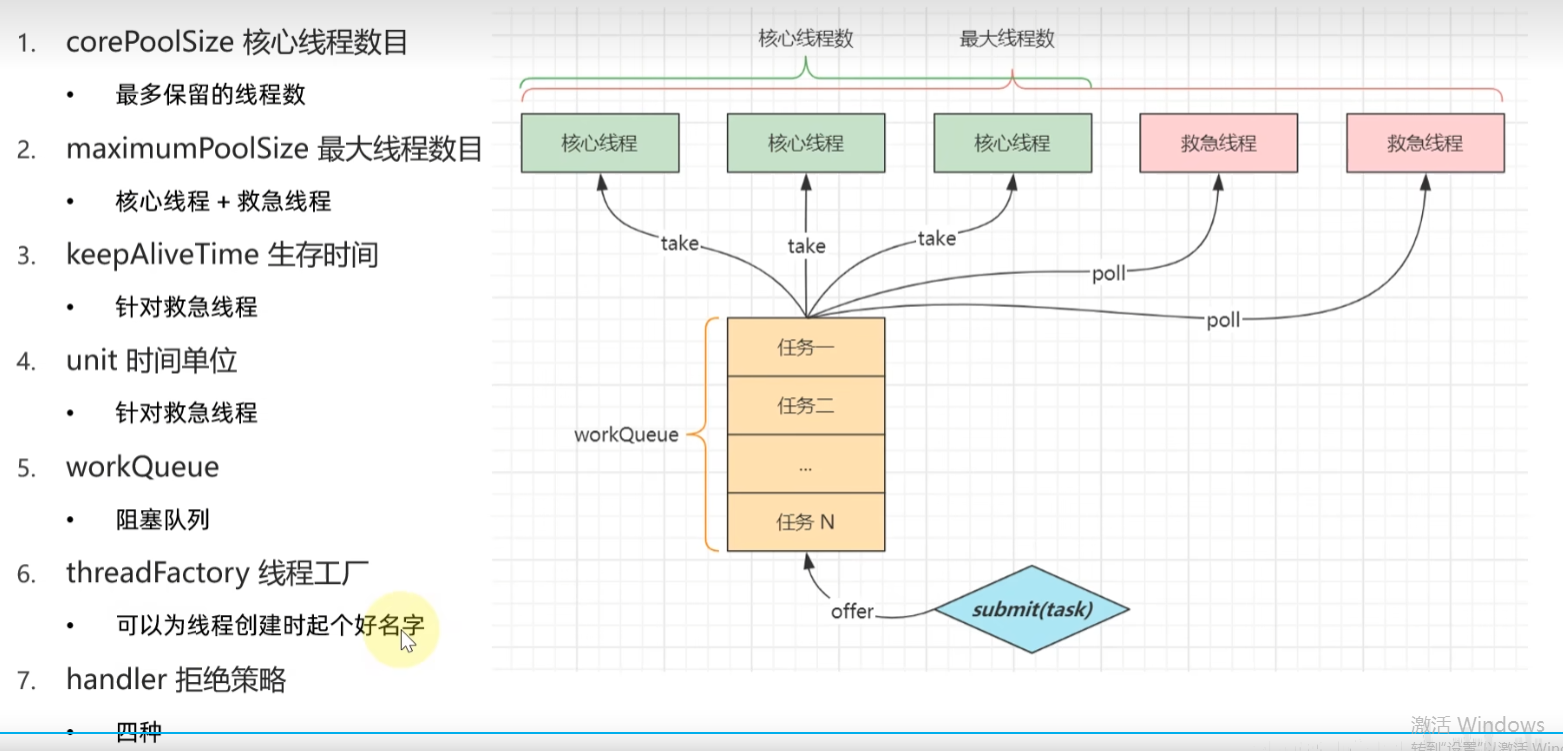 1. corePoolSize 核心线程数目
• 最多保留的线程数
2. maximumPoolSize 最大线程数目
• 核心线程 + 救急线程
3. keepAliveTime 生存时间
• 针对救急线程
4. unit 时间单位
• 针对救急线程
5. workQueue
• 阻塞队列
6. threadFactory 线程工厂
• 可以为线程创建时起个好名字
7. handler 拒绝策略
• 四种
核心线程数
最大线程数
核心线程
核心线程
核心线程
救急线程
救急线程
take
take
take
poll
poll
workQueue
任务一
任务二
...
任务 N
offer
submit(task)
激活 Windows
转到"设置"以激活 Win